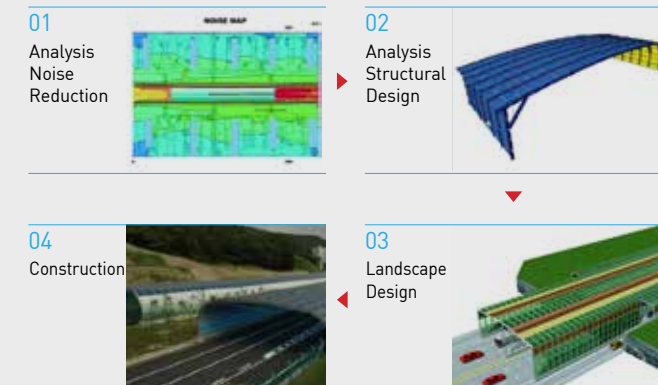 01
Analysis
Noise
Reduction
NOISE MAP
02
Analysis
Structural
Design
03
Landscape
Design
04
Construction